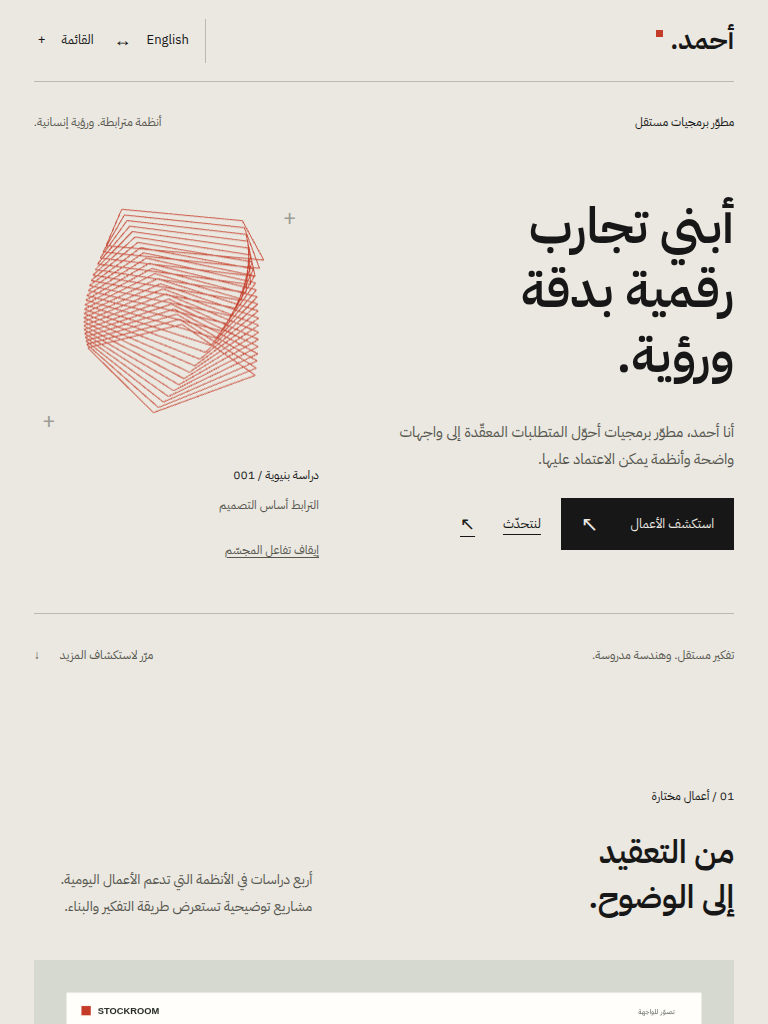 أحمد.
English ↔ القائمة +
مطوّر برمجيات مستقل
أنظمة مترابطة. ورؤية إنسانية.
أبني تجارب
رقمية بدقة
ورؤية.
أنا أحمد، مطوّر برمجيات أحوّل المتطلبات المعقّدة إلى واجهات
واضحة وأنظمة يمكن الاعتماد عليها.
استكشف الأعمال ↖
لنتحدّث ↖
دراسة بنيوية / 001
الترابط أساس التصميم
إيقاف تفاعل المجسّم
تفكير مستقل. وهندسة مدروسة.
مرّر لاستكشاف المزيد ↓
01 / أعمال مختارة
من التعقيد
إلى الوضوح.
أربع دراسات في الأنظمة التي تدعم الأعمال اليومية.
مشاريع توضيحية تستعرض طريقة التفكير والبناء.
STOCKROOM
تصوّر للواجهة